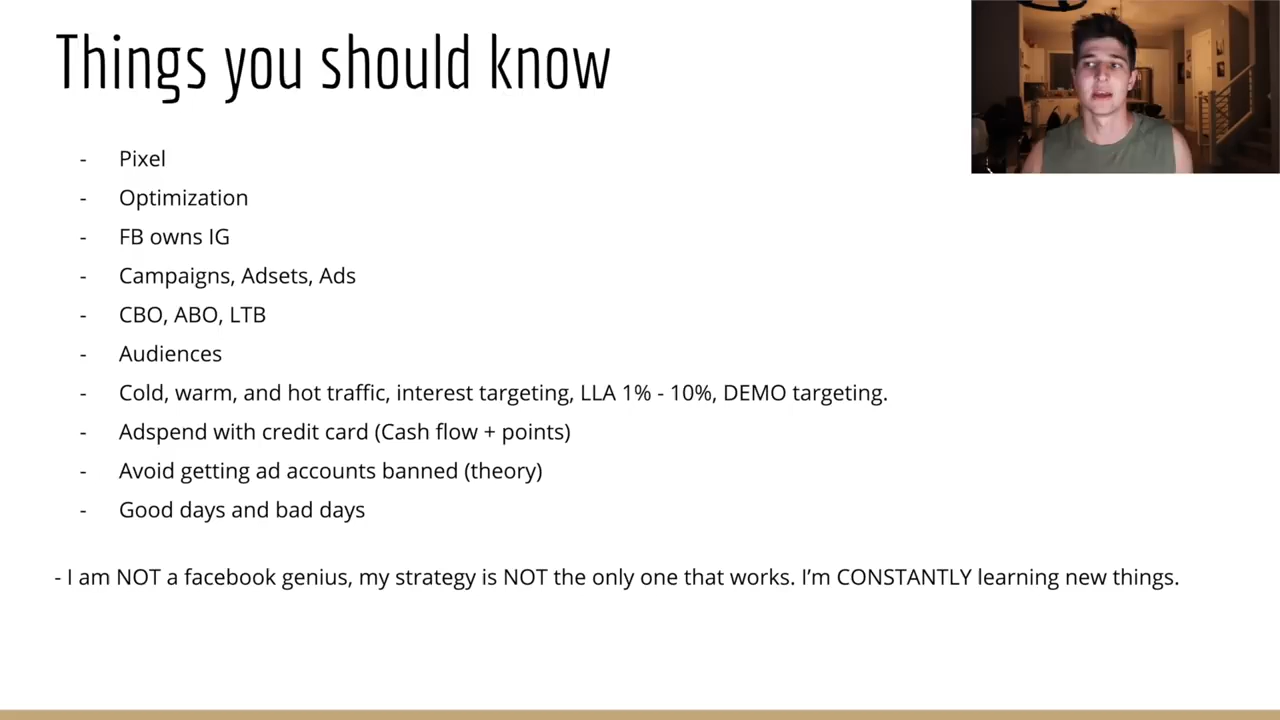 Things you should know
- Pixel
- Optimization
- FB owns IG
- Campaigns, Adsets, Ads
- CBO, ABO, LTB
- Audiences
- Cold, warm, and hot traffic, interest targeting, LLA 1% - 10%, DEMO targeting.
- Adspend with credit card (Cash flow + points)
- Avoid getting ad accounts banned (theory)
- Good days and bad days
- I am NOT a facebook genius, my strategy is NOT the only one that works. I’m CONSTANTLY learning new things.